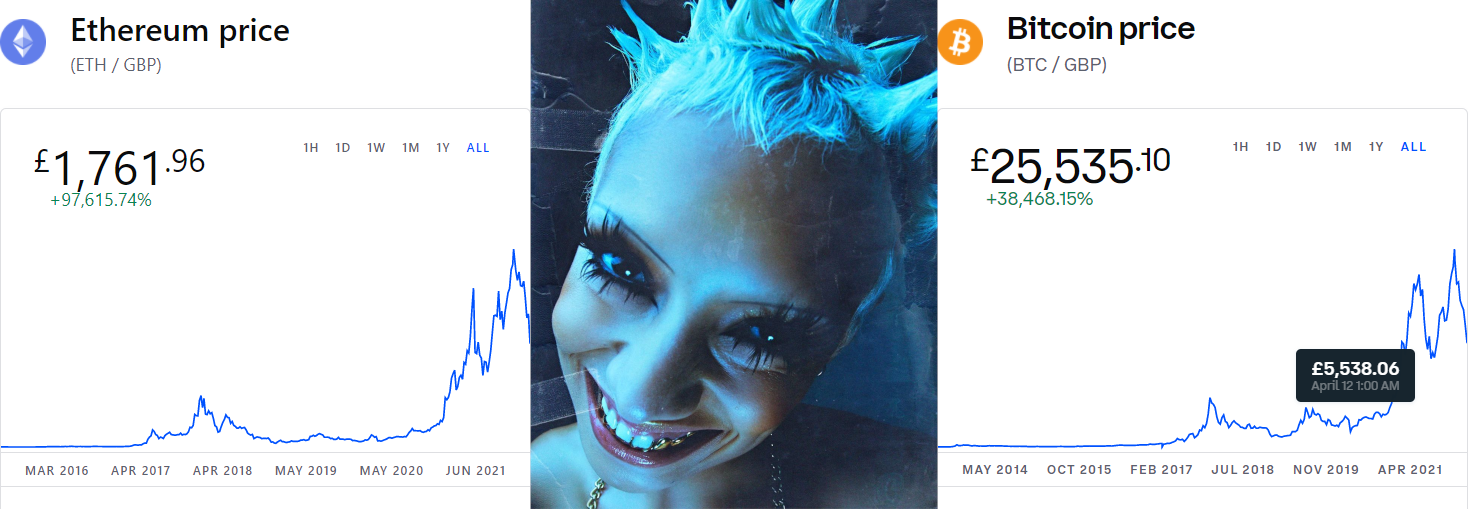 Ethereum price
(ETH / GBP)
£1,761.96
+97,615.74%
1H 1D 1W 1M 1Y ALL
MAR 2016 APR 2017 APR 2018 MAY 2019 MAY 2020 JUN 2021
Bitcoin price
(BTC / GBP)
£25,535.10
+38,468.15%
1H 1D 1W 1M 1Y ALL
£5,538.06
April 12 1:00 AM
MAY 2014 OCT 2015 FEB 2017 JUL 2018 NOV 2019 APR 2021